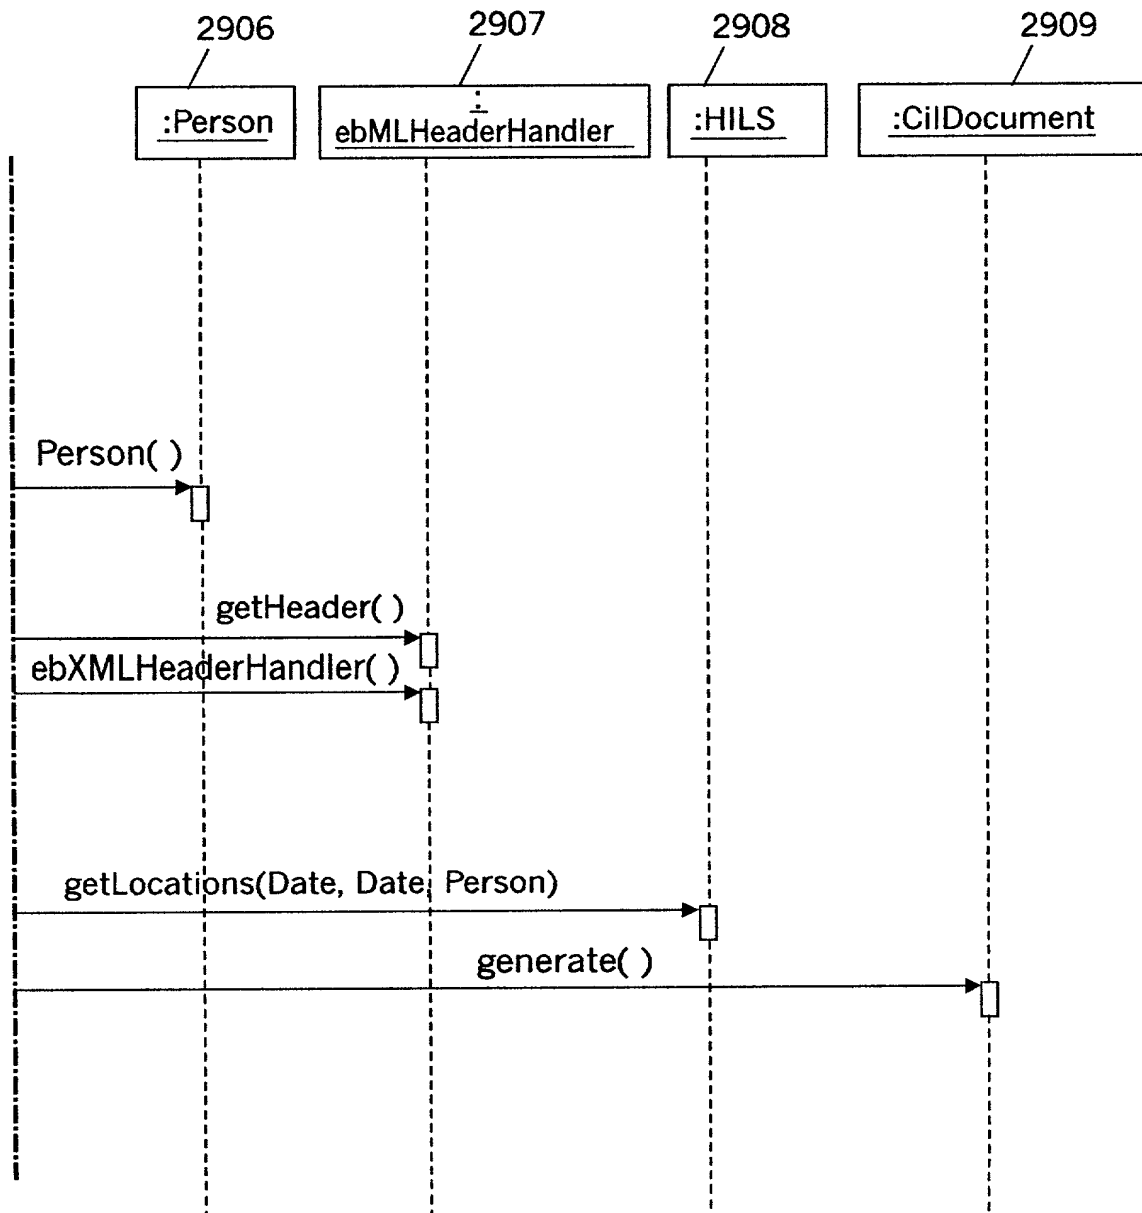 2906
2907
2908
2909
:Person
:
ebMLHeaderHandler
:HILS
:CilDocument
Person( )
getHeader( )
ebXMLHeaderHandler( )
getLocations(Date, Date, Person)
generate( )